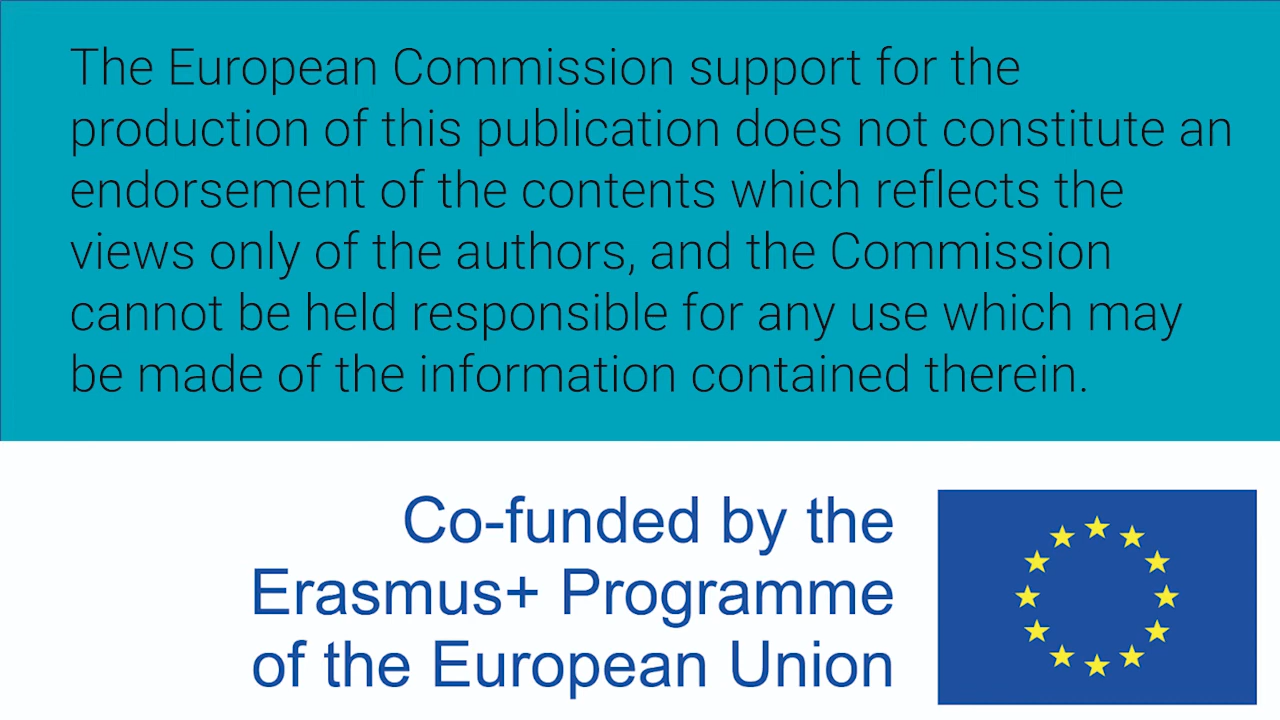 The European Commission support for the
production of this publication does not constitute an
endorsement of the contents which reflects the
views only of the authors, and the Commission
cannot be held responsible for any use which may
be made of the information contained therein.
Co-funded by the
Erasmus+ Programme
of the European Union